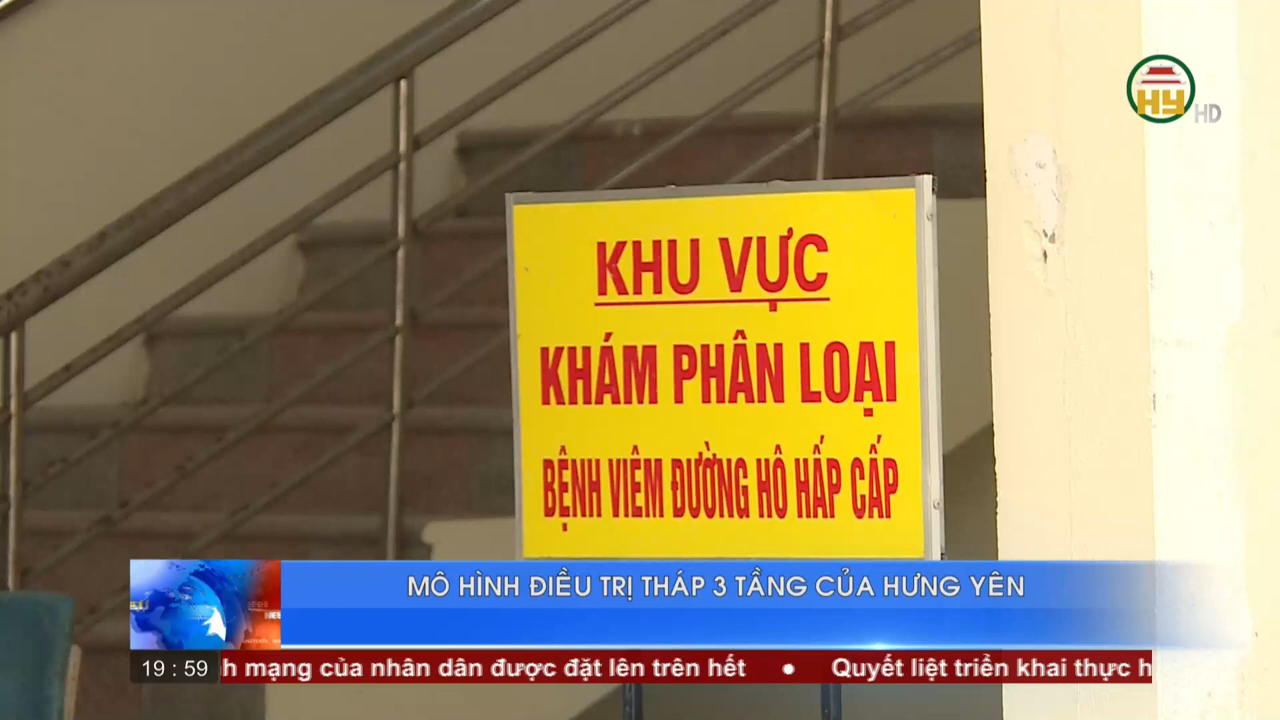 HY HD
KHU VỰC
KHÁM PHÂN LOẠI
BỆNH VIÊM ĐƯỜNG HÔ HẤP CẤP
MÔ HÌNH ĐIỀU TRỊ THÁP 3 TẦNG CỦA HƯNG YÊN
19 : 59 mạng của nhân dân được đặt lên trên hết • Quyết liệt triển khai thực